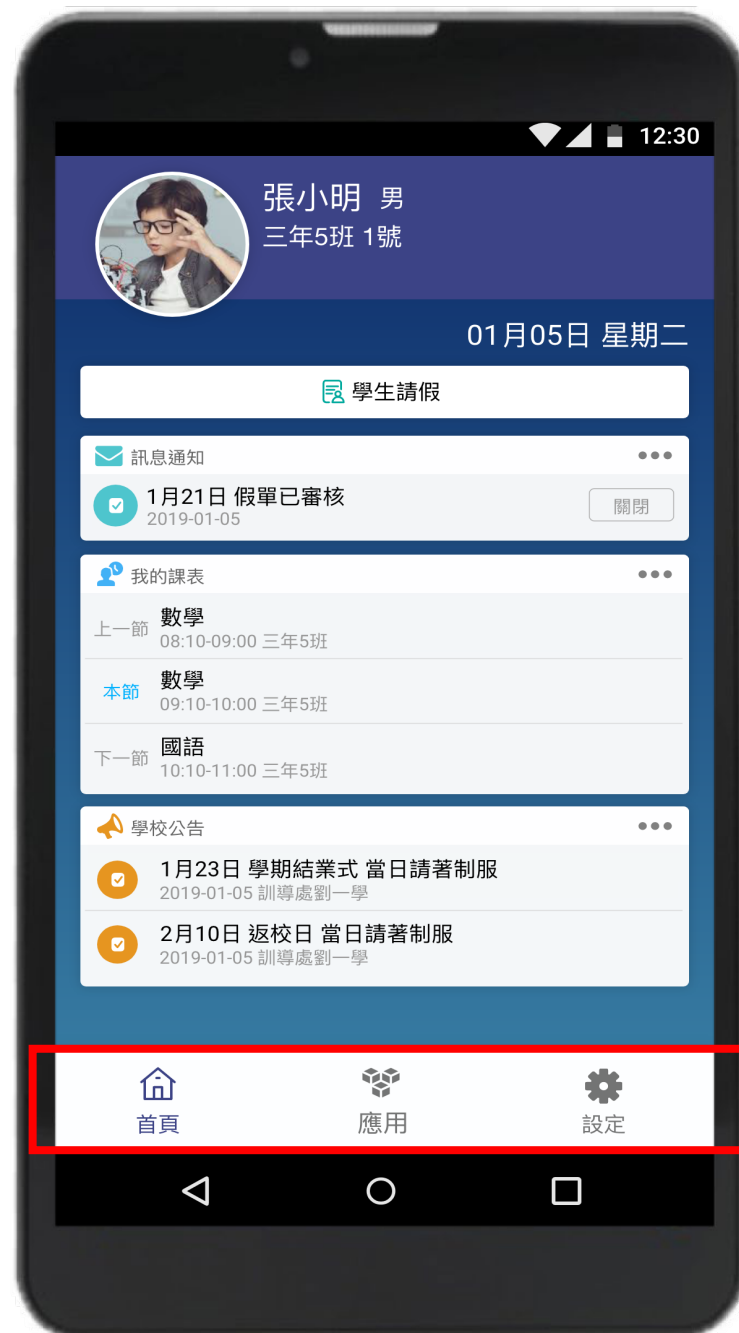 12:30
張小明 男
三年5班 1號
01月05日 星期二
學生請假
訊息通知
1月21日 假單已審核
2019-01-05
關閉
我的課表
上一節
數學
08:10-09:00 三年5班
本節
數學
09:10-10:00 三年5班
下一節
國語
10:10-11:00 三年5班
學校公告
1月23日 學期結業式 當日請著制服
2019-01-05 訓導處劉一學
2月10日 返校日 當日請著制服
2019-01-05 訓導處劉一學
首頁 應用 設定